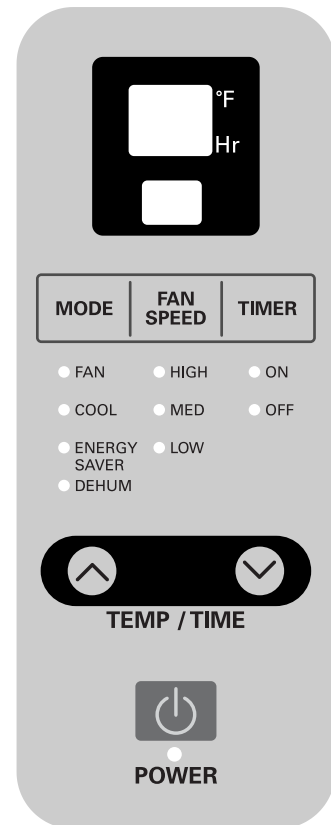 °F
Hr
MODE
FAN
SPEED
TIMER
FAN
HIGH
ON
COOL
MED
OFF
ENERGY
SAVER
LOW
DEHUM
TEMP / TIME
POWER